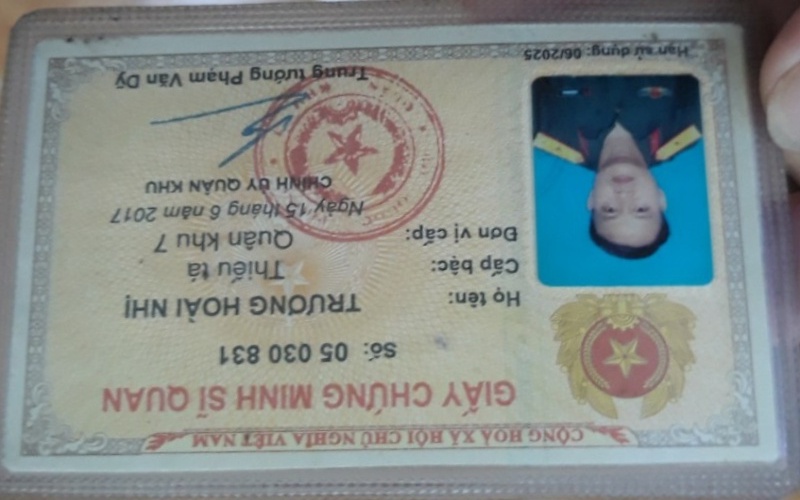 CỘNG HOÀ XÃ HỘI CHỦ NGHĨA VIỆT NAM
GIẤY CHỨNG MINH SĨ QUAN
Số: 05 030 831
Họ tên: TRƯƠNG HOÀI NHỊ
Cấp bậc: Thiếu tá
Đơn vị cấp: Quân khu 7
Ngày 15 tháng 6 năm 2017
CHÍNH ỦY QUÂN KHU
Trung tướng Phạm Văn Dỹ
Hạn sử dụng: 06/2025